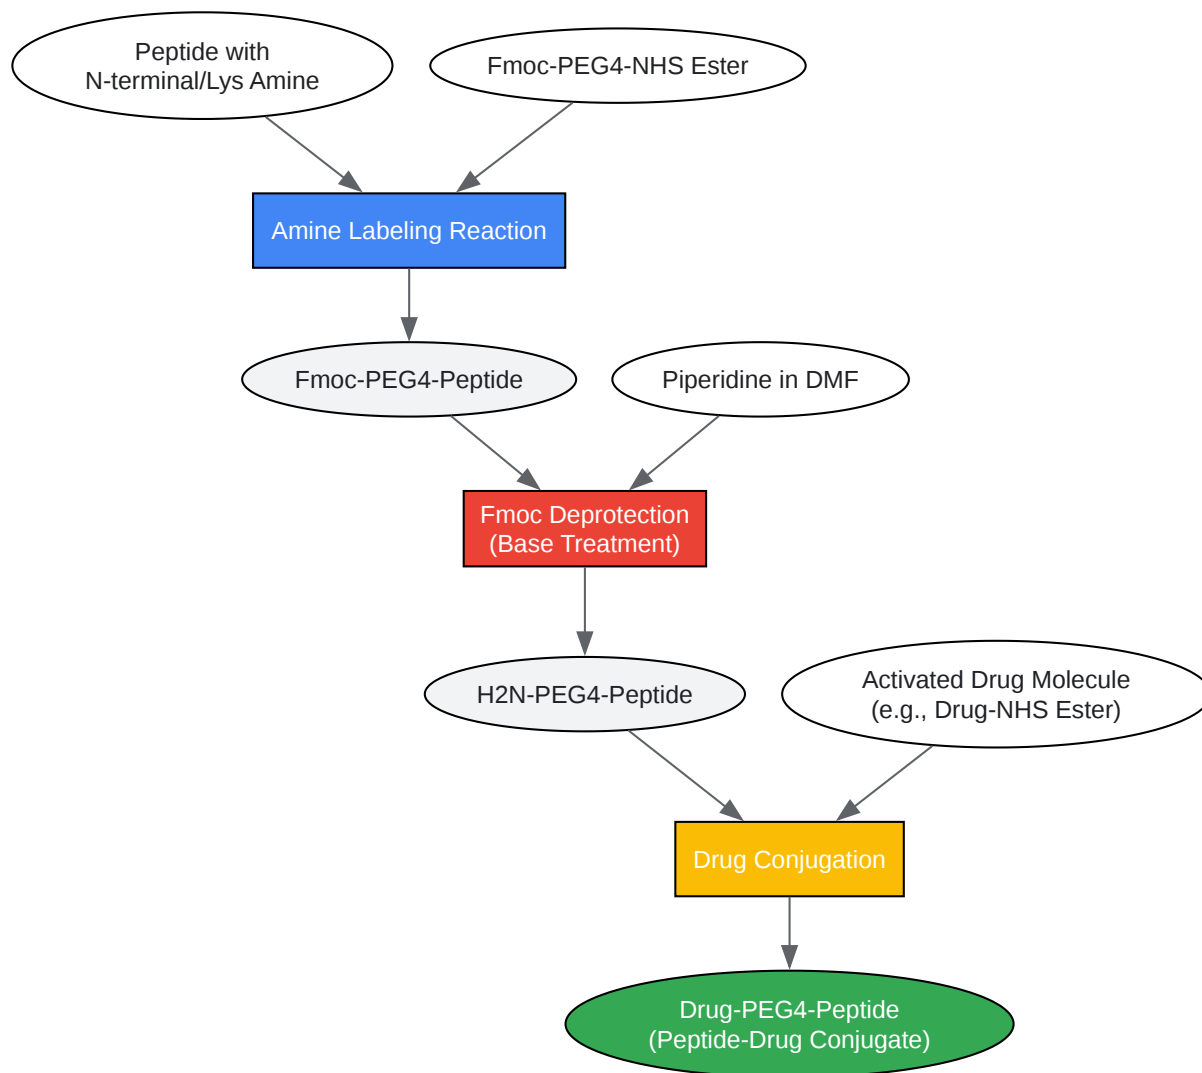 Peptide with
N-terminal/Lys Amine
Fmoc-PEG4-NHS Ester
Amine Labeling Reaction
Fmoc-PEG4-Peptide
Piperidine in DMF
Fmoc Deprotection
(Base Treatment)
H2N-PEG4-Peptide
Activated Drug Molecule
(e.g., Drug-NHS Ester)
Drug Conjugation
Drug-PEG4-Peptide
(Peptide-Drug Conjugate)